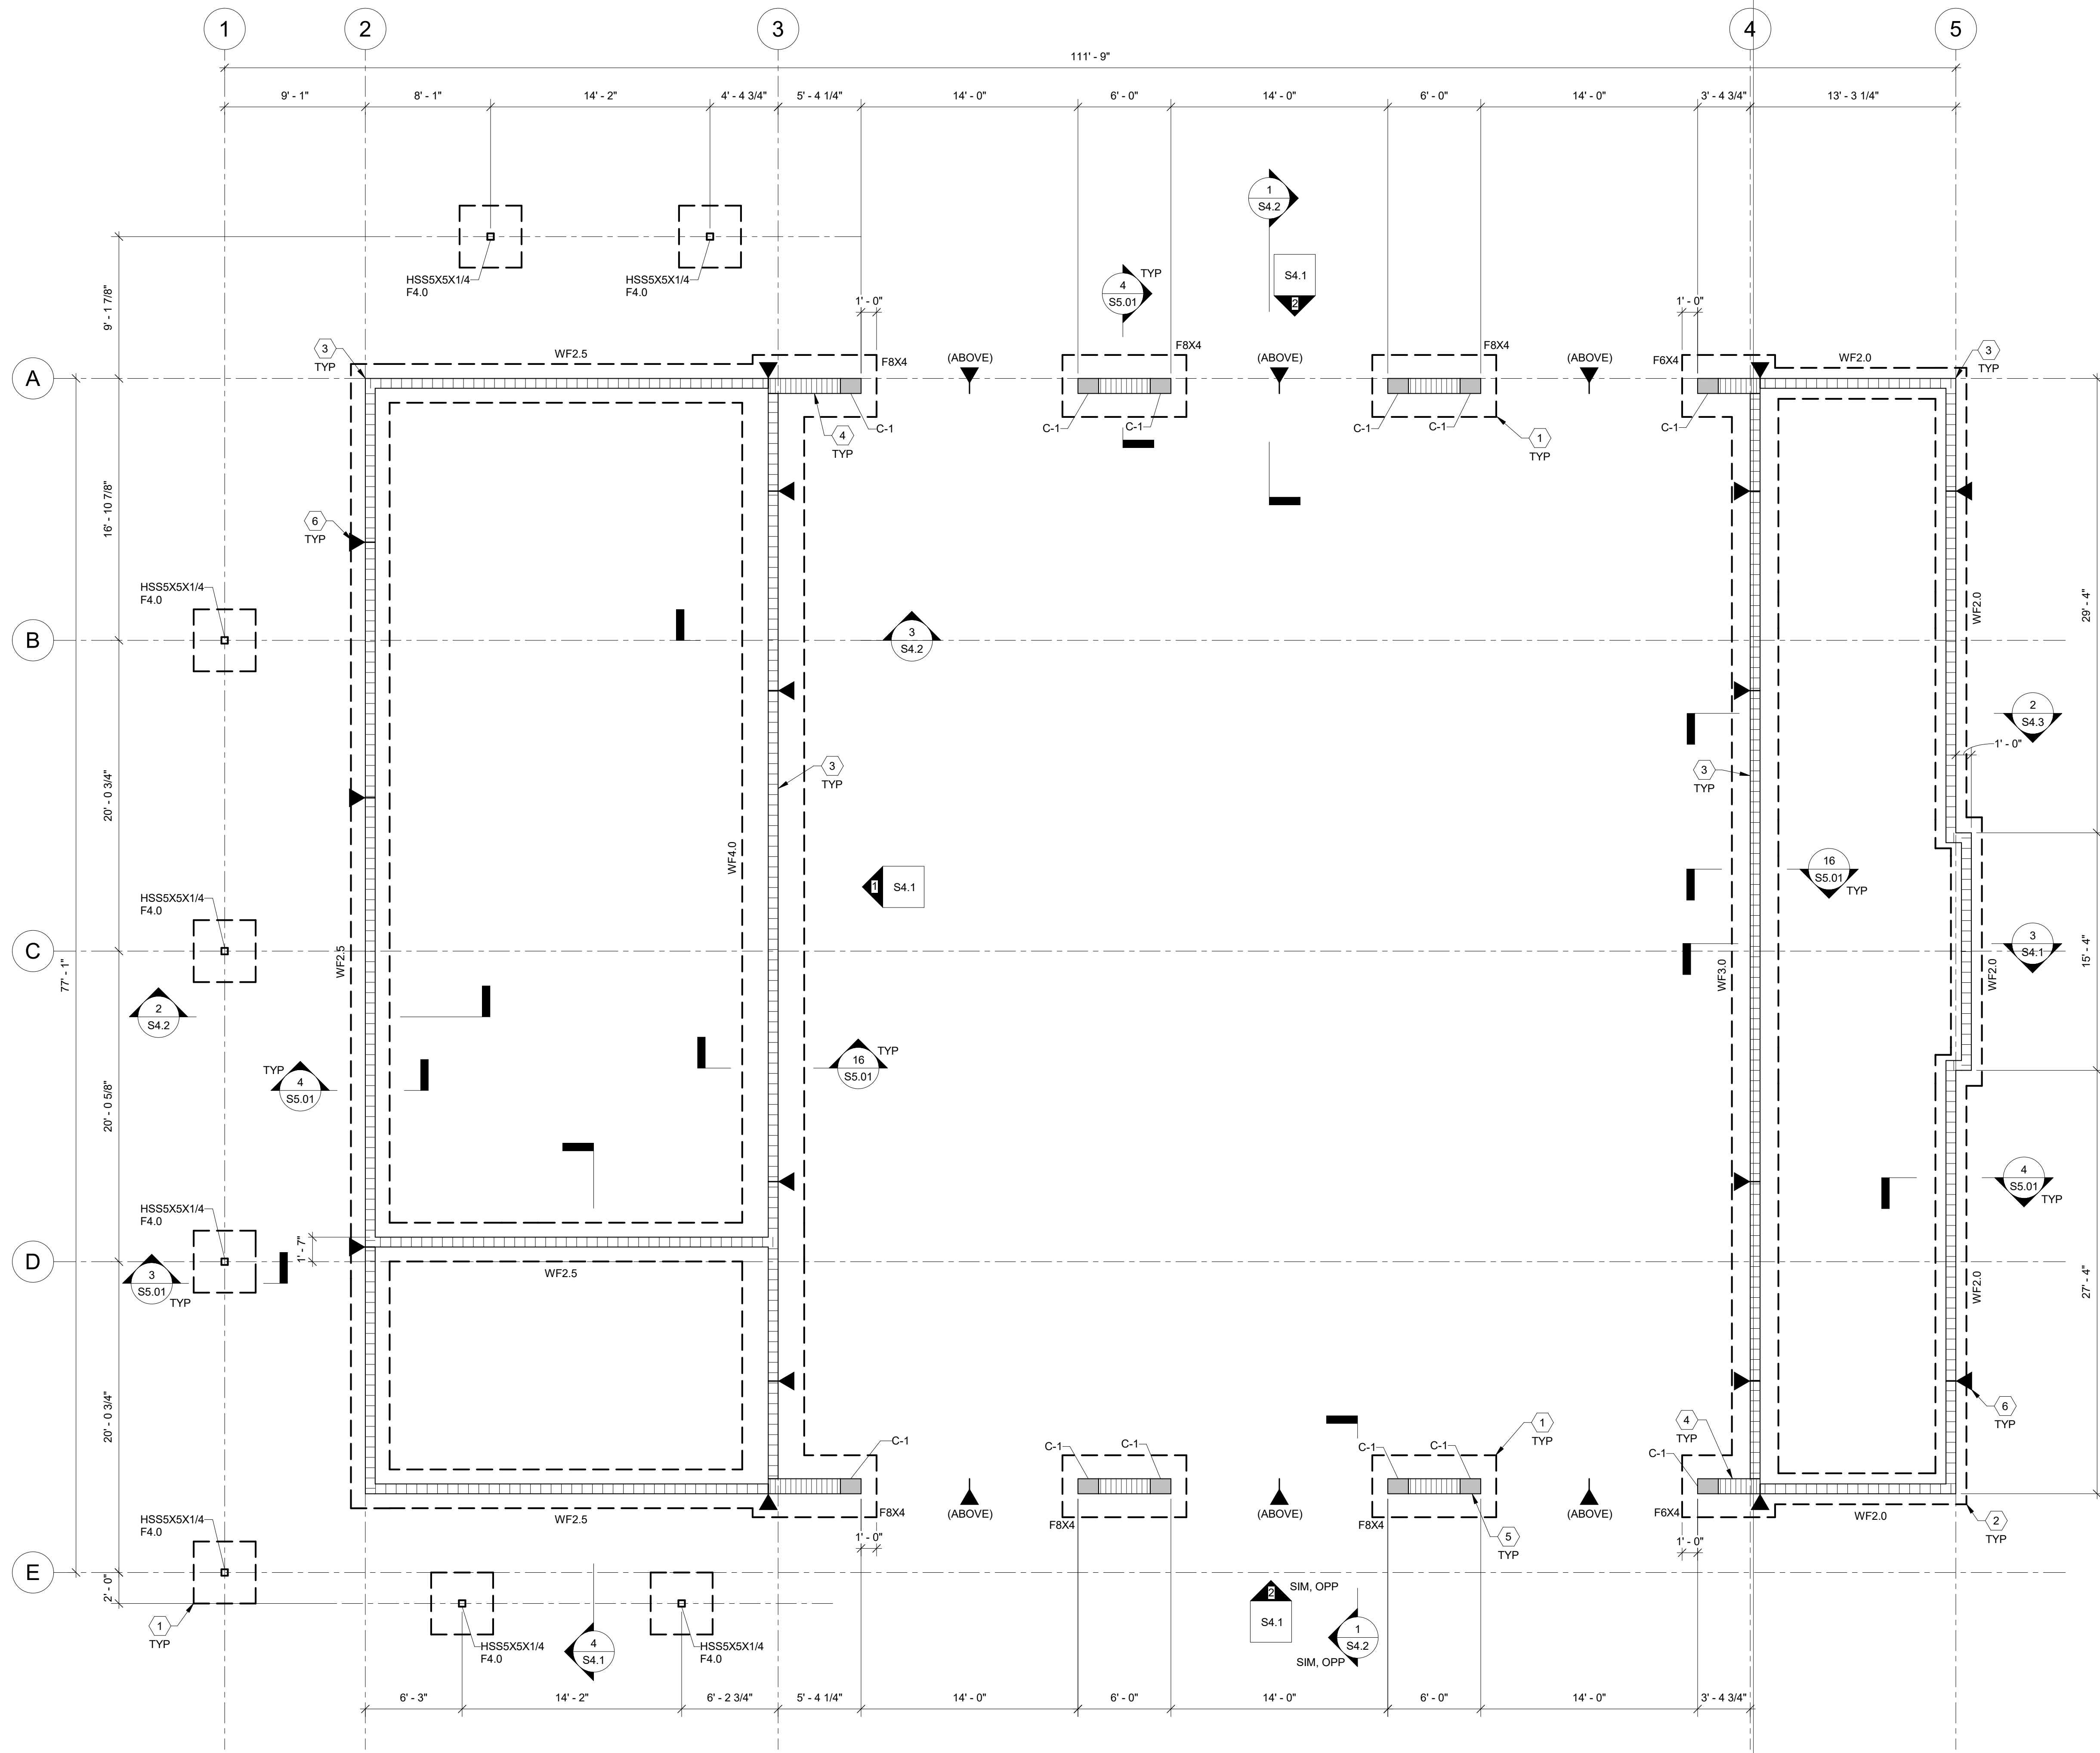 1
2
3
4
5
111' - 9"
9' - 1"
8' - 1"
14' - 2"
4' - 4 3/4"
5' - 4 1/4"
14' - 0"
6' - 0"
14' - 0"
6' - 0"
14' - 0"
3' - 4 3/4"
13' - 3 1/4"
1
S4.2
4
S5.01
TYP
S4.1
2
HSS5X5X1/4
F4.0
HSS5X5X1/4
F4.0
9' - 1 7/8"
1' - 0"
1' - 0"
3
TYP
WF2.5
F8X4
(ABOVE)
F8X4
(ABOVE)
F8X4
(ABOVE)
F6X4
WF2.0
3
TYP
A
C-1
4
TYP
C-1
C-1
C-1
C-1
C-1
1
TYP
16' - 10 7/8"
6
TYP
HSS5X5X1/4
F4.0
WF2.0
29' - 4"
B
3
S4.2
2
S4.3
1' - 0"
20' - 0 3/4"
3
TYP
3
TYP
WF4.0
1
S4.1
16
S5.01
TYP
HSS5X5X1/4
F4.0
C
77' - 1"
WF2.5
WF3.0
3
S4.1
WF2.0
15' - 4"
2
S4.2
TYP
4
S5.01
16
S5.01
TYP
20' - 0 5/8"
4
S5.01
TYP
HSS5X5X1/4
F4.0
D
1' - 7"
WF2.5
3
S5.01
TYP
WF2.0
27' - 4"
20' - 0 3/4"
6
TYP
C-1
C-1
C-1
C-1
C-1
1
TYP
4
TYP
C-1
HSS5X5X1/4
F4.0
WF2.5
F8X4
(ABOVE)
F8X4
(ABOVE)
F8X4
(ABOVE)
F6X4
WF2.0
2
TYP
5
TYP
1' - 0"
1' - 0"
E
2' - 0"
1
TYP
HSS5X5X1/4
F4.0
4
S4.1
HSS5X5X1/4
F4.0
2
SIM, OPP
S4.1
1
S4.2
SIM, OPP
6' - 3"
14' - 2"
6' - 2 3/4"
5' - 4 1/4"
14' - 0"
6' - 0"
14' - 0"
6' - 0"
14' - 0"
3' - 4 3/4"